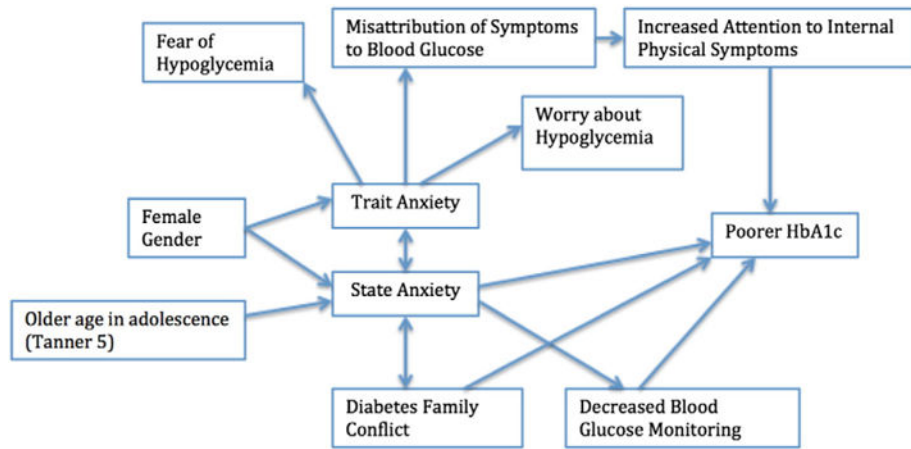 Fear of
Hypoglycemia
Misattribution of Symptoms
to Blood Glucose
Increased Attention to Internal
Physical Symptoms
Worry about
Hypoglycemia
Trait Anxiety
Female
Gender
Poorer HbA1c
State Anxiety
Older age in adolescence
(Tanner 5)
Diabetes Family
Conflict
Decreased Blood
Glucose Monitoring